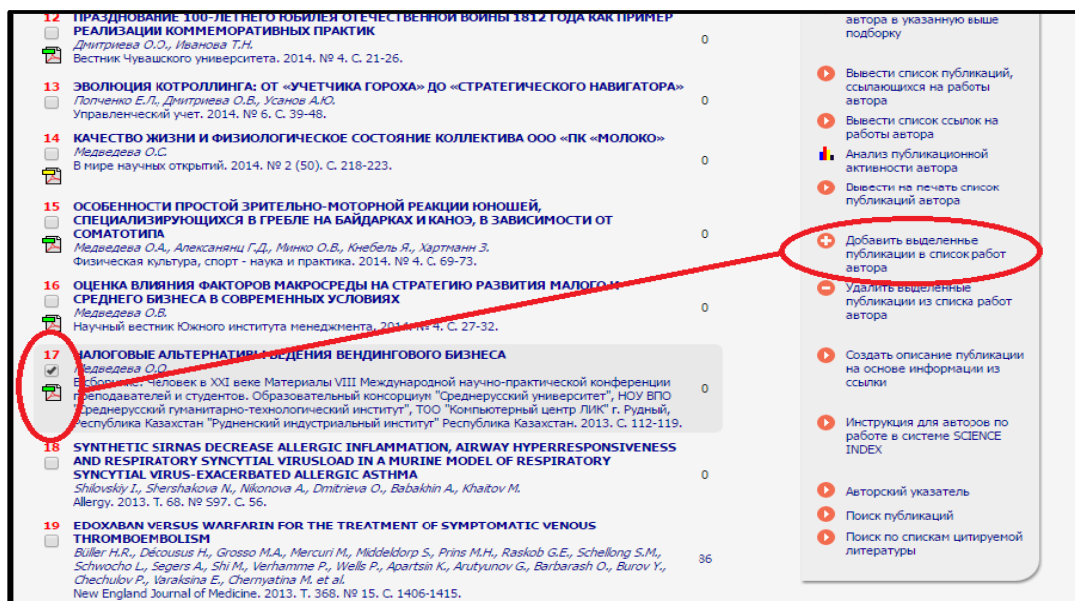 12 ПРАЗДНОВАНИЕ 100-ЛЕТНЕГО ЮБИЛЕЯ ОТЕЧЕСТВЕННОЙ ВОЙНЫ 1812 ГОДА КАК ПРИМЕР
РЕАЛИЗАЦИИ КОММЕМОРАТИВНЫХ ПРАКТИК
Дмитриева О.О., Иванова Т.Н.
Вестник Чувашского университета. 2014. № 4. С. 21-26.
0
13 ЭВОЛЮЦИЯ КОТРОЛЛИНГА: ОТ «УЧЕТЧИКА ГОРОХА» ДО «СТРАТЕГИЧЕСКОГО НАВИГАТОРА»
Попченко Е.Л., Дмитриева О.В., Усанов А.Ю.
Управленческий учет. 2014. № 6. С. 39-48.
0
14 КАЧЕСТВО ЖИЗНИ И ФИЗИОЛОГИЧЕСКОЕ СОСТОЯНИЕ КОЛЛЕКТИВА ООО «ПК «МОЛОКО»
Медведева О.С.
В мире научных открытий. 2014. № 2 (50). С. 218-223.
0
15 ОСОБЕННОСТИ ПРОСТОЙ ЗРИТЕЛЬНО-МОТОРНОЙ РЕАКЦИИ ЮНОШЕЙ,
СПЕЦИАЛИЗИРУЮЩИХСЯ В ГРЕБЛЕ НА БАЙДАРКАХ И КАНОЭ, В ЗАВИСИМОСТИ ОТ
СОМАТОТИПА
Медведева О.А., Алексанянц Г.Д., Минко О.В., Кнебель Я., Хартманн З.
Физическая культура, спорт - наука и практика. 2014. № 4. С. 69-73.
0
16 ОЦЕНКА ВЛИЯНИЯ ФАКТОРОВ МАКРОСРЕДЫ НА СТРАТЕГИЮ РАЗВИТИЯ МАЛОГО И
СРЕДНЕГО БИЗНЕСА В СОВРЕМЕННЫХ УСЛОВИЯХ
Медведева О.В.
Научный вестник Южного института менеджмента. 2014. № 4. С. 27-32.
0
17 НАЛОГОВЫЕ АЛЬТЕРНАТИВЫ ВЕДЕНИЯ ВЕНДИНГОВОГО БИЗНЕСА
Медведева О.О.
В сборнике: Человек в XXI веке Материалы VIII Международной научно-практической конференции
преподавателей и студентов. Образовательный консорциум "Среднерусский университет", НОУ ВПО
"Среднерусский гуманитарно-технологический институт", ТОО "Компьютерный центр ЛИК" г. Рудный,
Республика Казахстан "Рудненский индустриальный институт" Республика Казахстан. 2013. С. 112-119.
0
18 SYNTHETIC SIRNAS DECREASE ALLERGIC INFLAMMATION, AIRWAY HYPERRESPONSIVENESS
AND RESPIRATORY SYNCYTIAL VIRUSLOAD IN A MURINE MODEL OF RESPIRATORY
SYNCYTIAL VIRUS-EXACERBATED ALLERGIC ASTHMA
Shilovskiy I., Shershakova N., Nikonova A., Dmitrieva O., Babakhin A., Khaitov M.
Allergy. 2013. T. 68. № S97. С. 56.
0
19 EDOXABAN VERSUS WARFARIN FOR THE TREATMENT OF SYMPTOMATIC VENOUS
THROMBOEMBOLISM
Büller H.R., Décousus H., Grosso M.A., Mercuri M., Middeldorp S., Prins M.H., Raskob G.E., Schellong S.M.,
Schwocho L., Segers A., Shi M., Verhamme P., Wells P., Apartsin K., Arutyunov G., Barbarash O., Burov Y.,
Chechulov P., Varaksina E., Chernyatina M. et al.
New England Journal of Medicine. 2013. T. 368. № 15. С. 1406-1415.
86
автора в указанную выше
подборку
Вывести список публикаций,
ссылающихся на работы
автора
Вывести список ссылок на
работы автора
Анализ публикационной
активности автора
Вывести на печать список
публикаций автора
Добавить выделенные
публикации в список работ
автора
Удалить выделенные
публикации из списка работ
автора
Создать описание публикации
на основе информации из
ссылки
Инструкция для авторов по
работе в системе SCIENCE
INDEX
Авторский указатель
Поиск публикаций
Поиск по спискам цитируемой
литературы